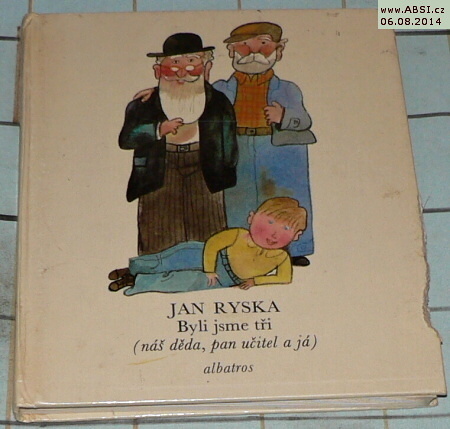 www.ABSI.cz
06.08.2014
JAN RYSKA
Byli jsme tři
(náš děda, pan učitel a já)
albatros